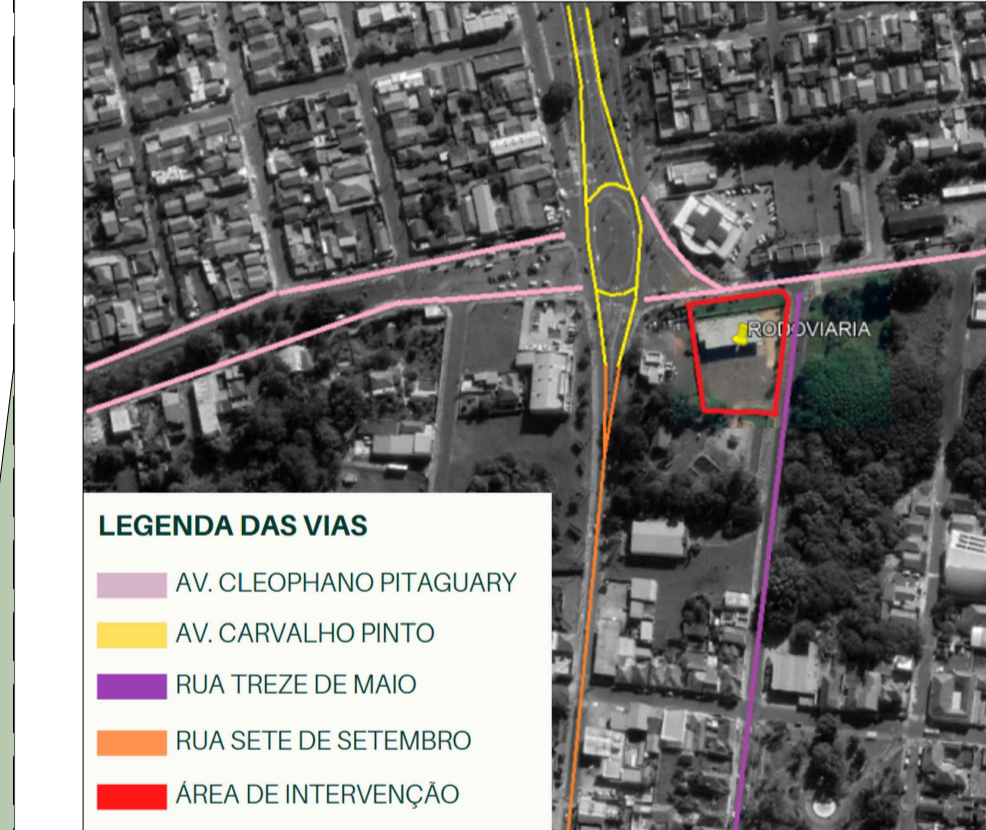 RODOVIARIA
LEGENDA DAS VIAS
AV. CLEOPHANO PITAGUARY
AV. CARVALHO PINTO
RUA TREZE DE MAIO
RUA SETE DE SETEMBRO
ÁREA DE INTERVENÇÃO